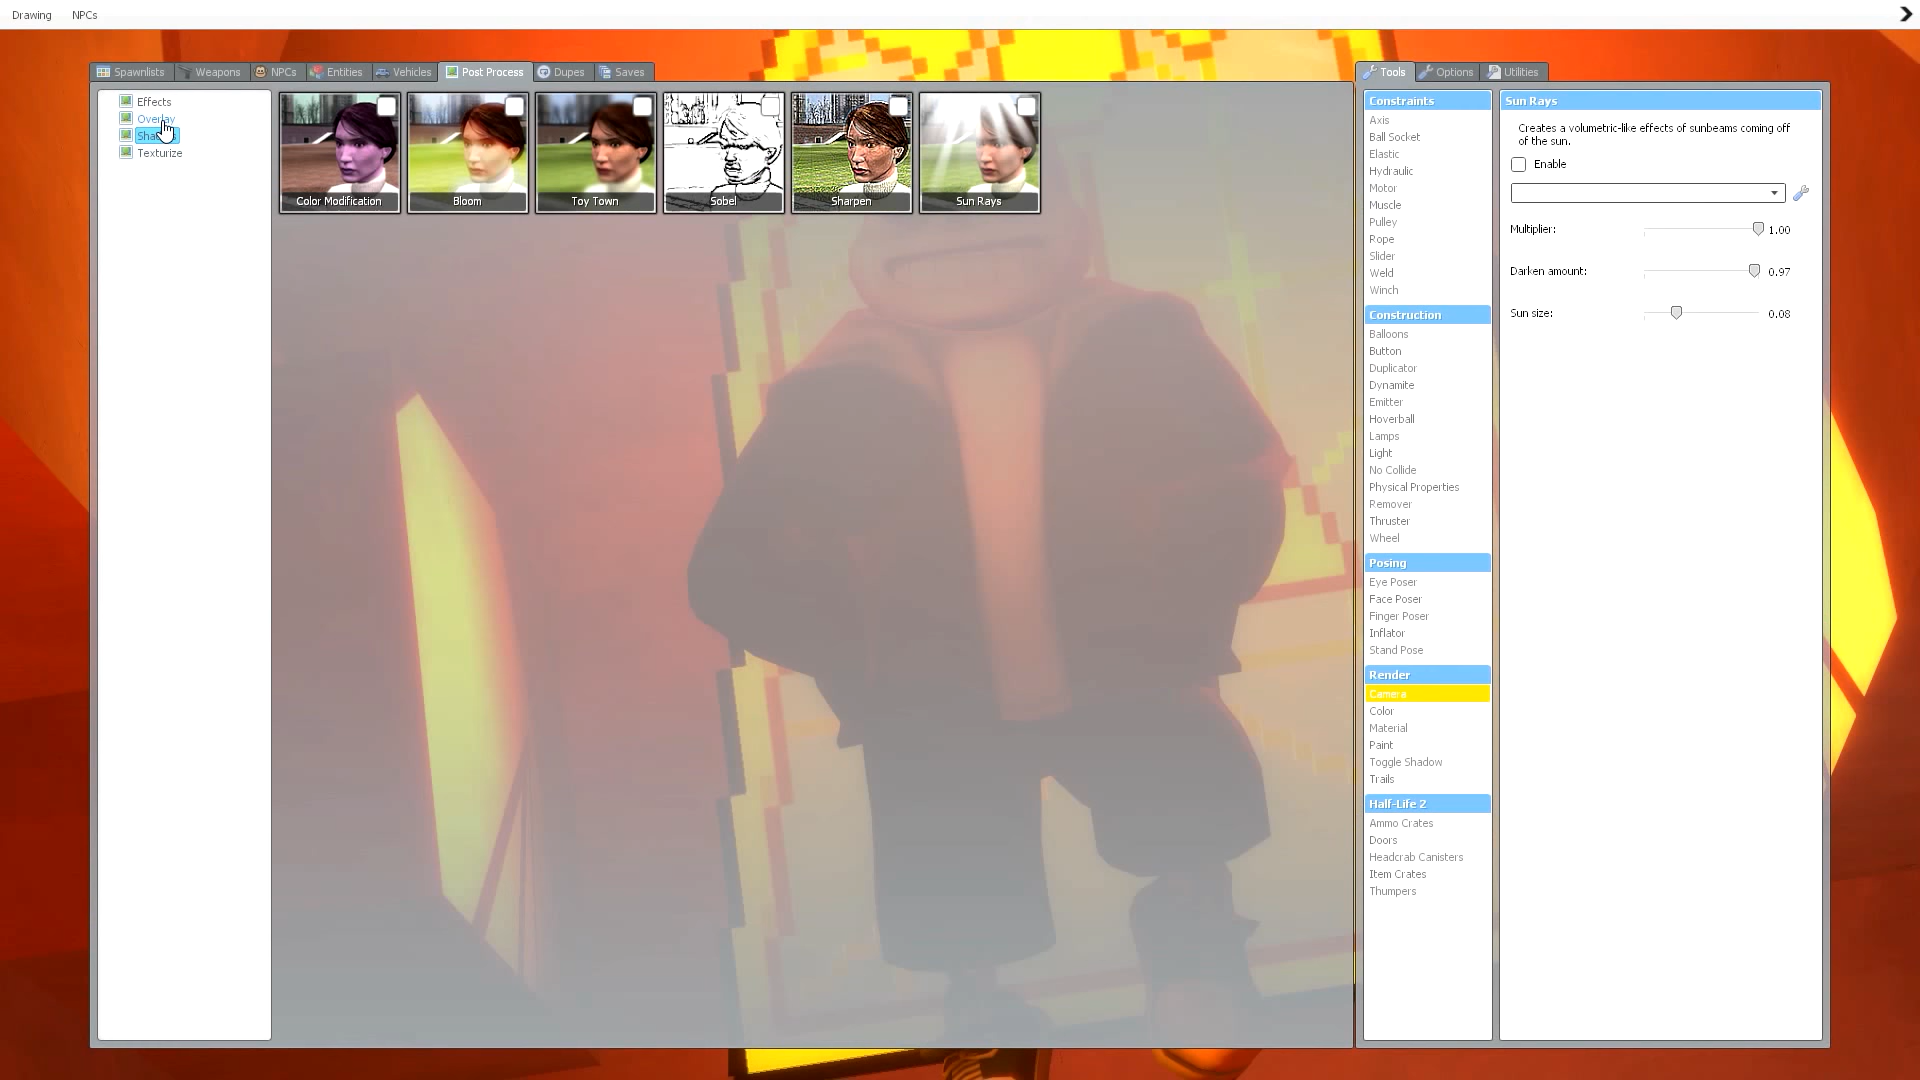 Drawing NPCs
Spawnlists Weapons NPCs Entities Vehicles Post Process Dupes Saves
Effects
Overlay
Texturize
Color Modification Bloom Toy Town Sobel Sharpen Sun Rays
Tools Options Utilities
Constraints
Axis
Ball Socket
Elastic
Hydraulic
Motor
Muscle
Pulley
Rope
Slider
Weld
Winch
Construction
Balloons
Button
Duplicator
Dynamite
Emitter
Hoverball
Lamps
Light
No Collide
Physical Properties
Remover
Thruster
Wheel
Posing
Eye Poser
Face Poser
Finger Poser
Inflator
Stand Pose
Render
Camera
Color
Material
Paint
Toggle Shadow
Trails
Half-Life 2
Ammo Crates
Doors
Headcrab Canisters
Item Crates
Thumpers
Sun Rays
Creates a volumetric-like effects of sunbeams coming off
of the sun.
Enable
Multiplier: 1.00
Darken amount: 0.97
Sun size: 0.08